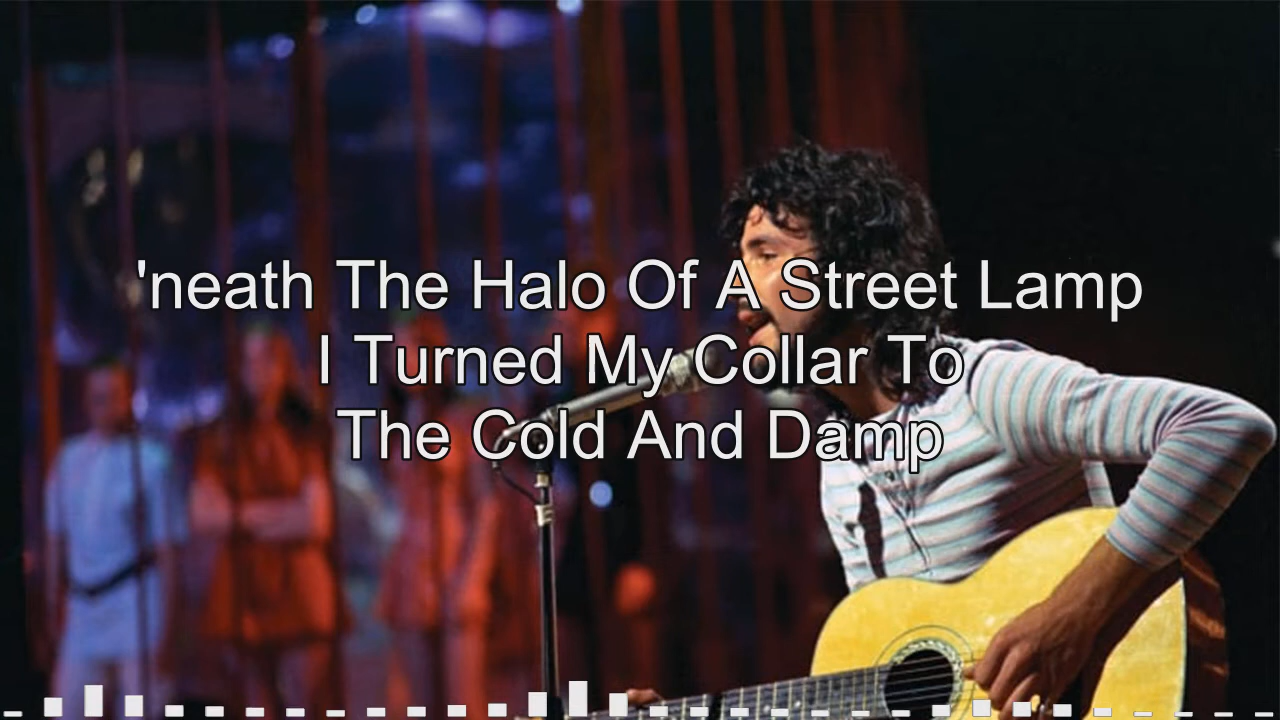 'neath The Halo Of A Street Lamp
I Turned My Collar To
The Cold And Damp